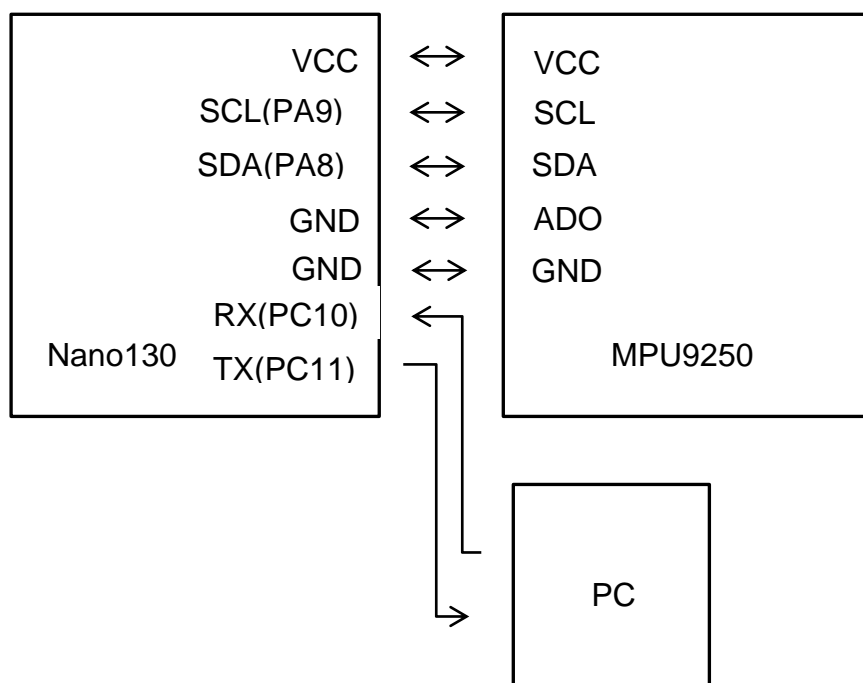 VCC
VCC
SCL(PA9)
SCL
SDA(PA8)
SDA
GND
ADO
GND
GND
RX(PC10)
Nano130
TX(PC11)
MPU9250
PC